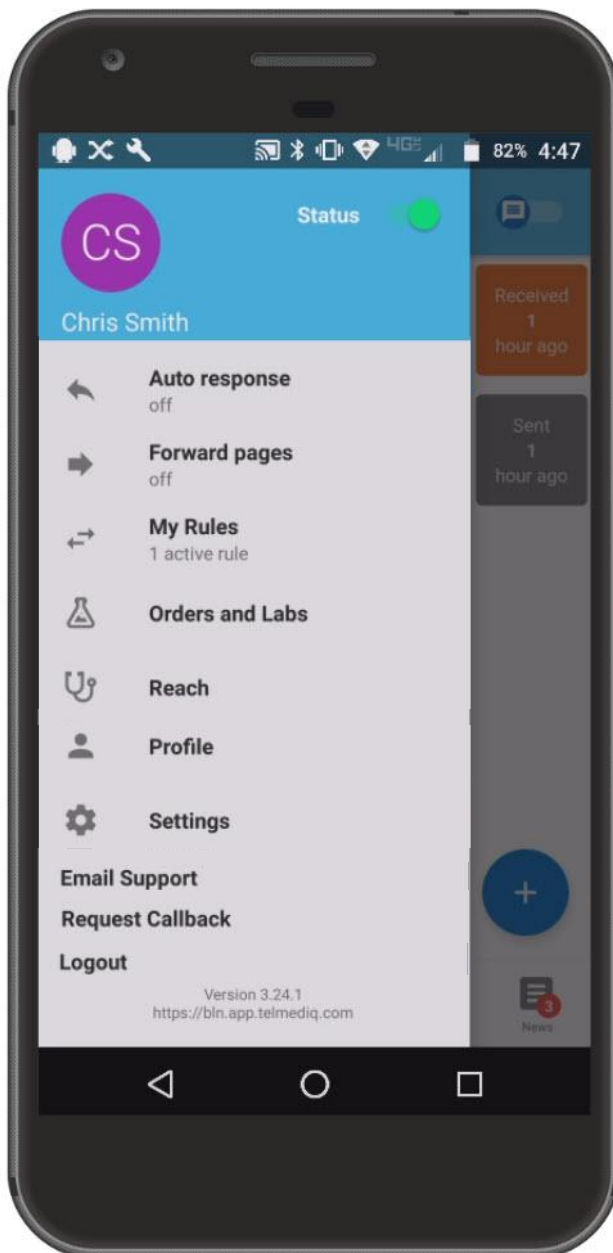 4GE
82% 4:47
CS
Status
Chris Smith
Received
1
hour ago
Auto response
off
Forward pages
off
Sent
1
hour ago
My Rules
1 active rule
Orders and Labs
Reach
Profile
Settings
Email Support
Request Callback
Logout
Version 3.24.1
https://bln.app.telmediq.com
+
3
News